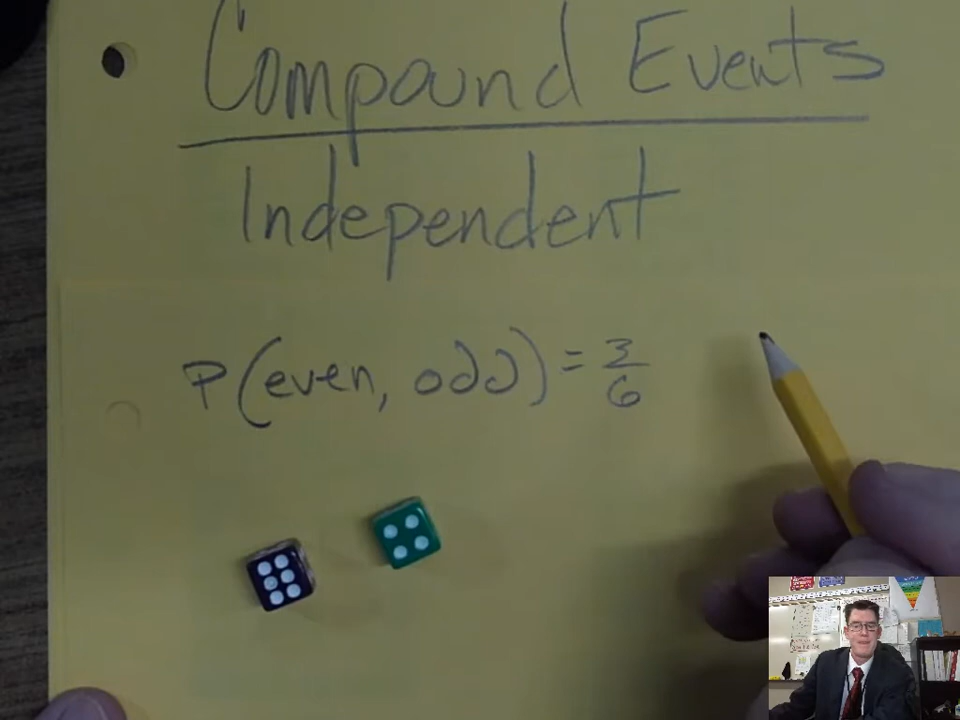 Compound Events
Independent
P(even, odd) = 3/6